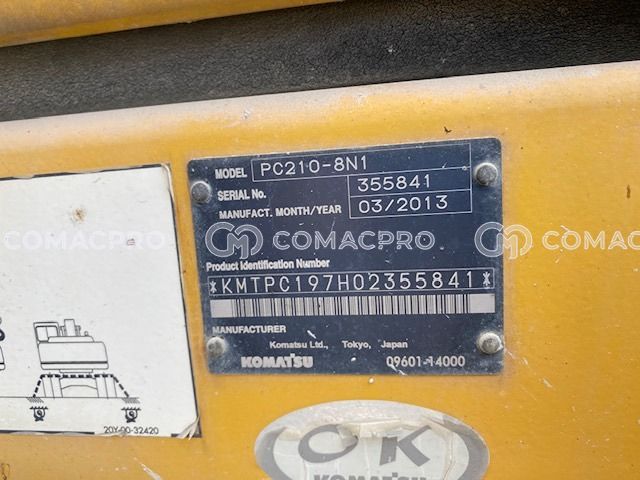 MODEL PC210-8N1
SERIAL No. 355841
MANUFACT. MONTH/YEAR 03/2013
COMACPRO COMACPRO COMACPRO
Product Identification Number
*KMTPC197H02355841*
MANUFACTURER
Komatsu Ltd., Tokyo, Japan
KOMATSU 09601-14000
20Y-00-32420
OK
KOMATSU